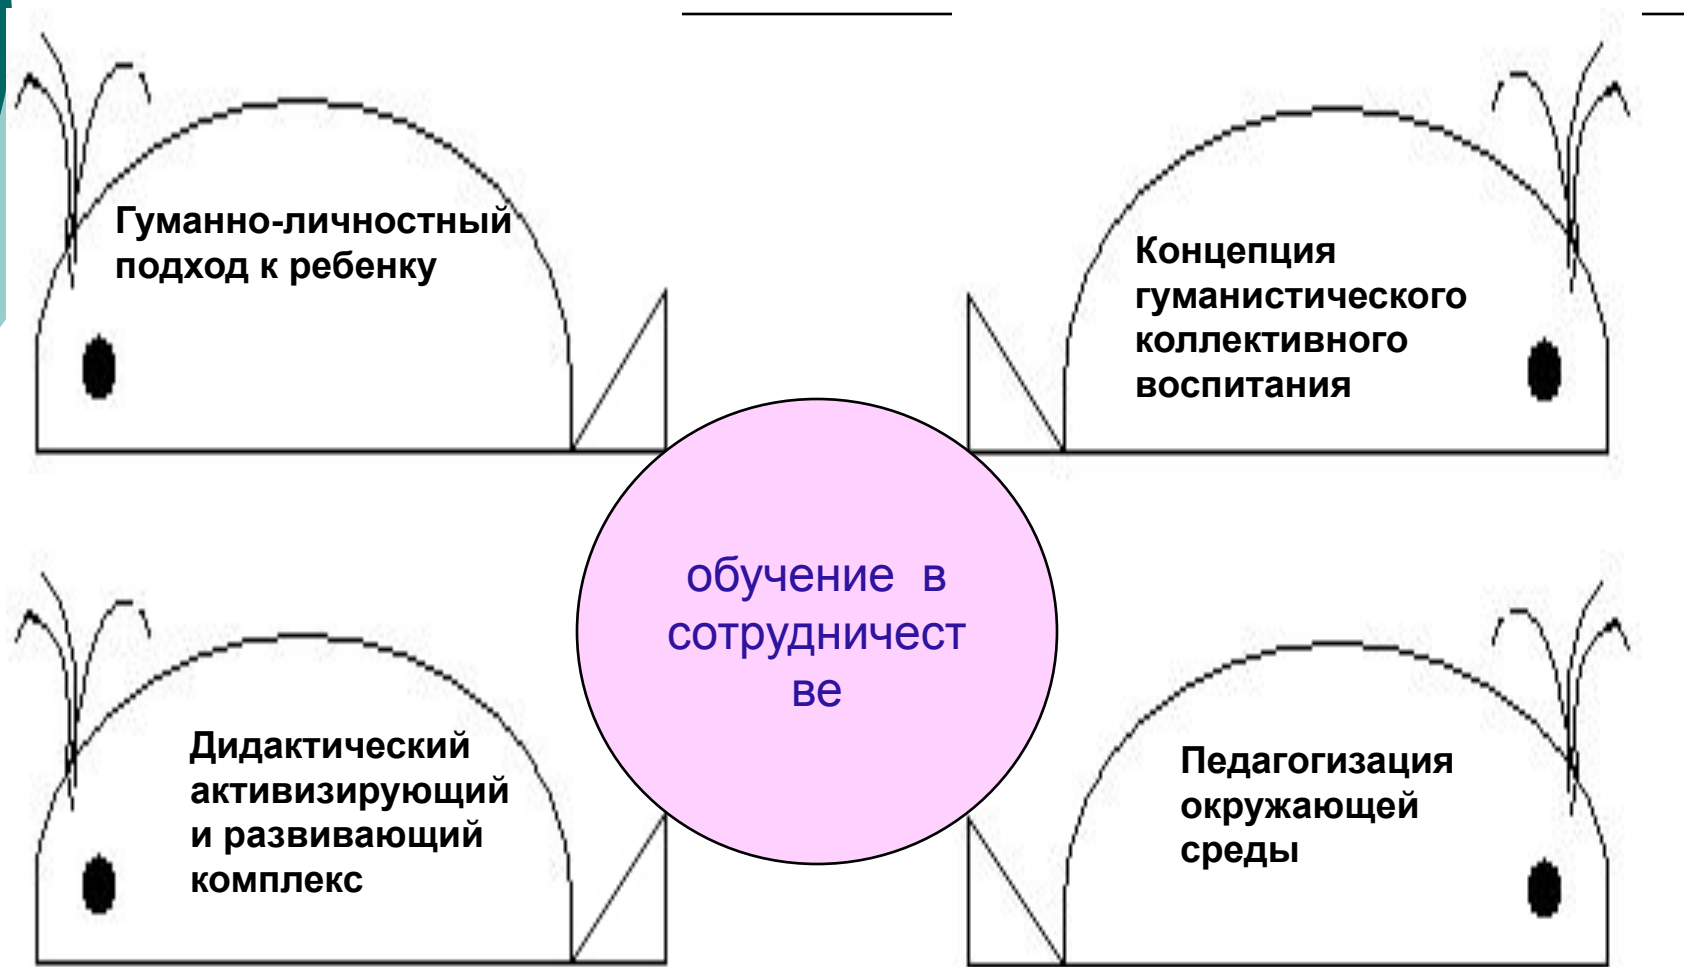 Гуманно-личностный
подход к ребенку
Концепция
гуманистического
коллективного
воспитания
обучение в
сотрудничест
ве
Дидактический
активизирующий
и развивающий
комплекс
Педагогизация
окружающей
среды